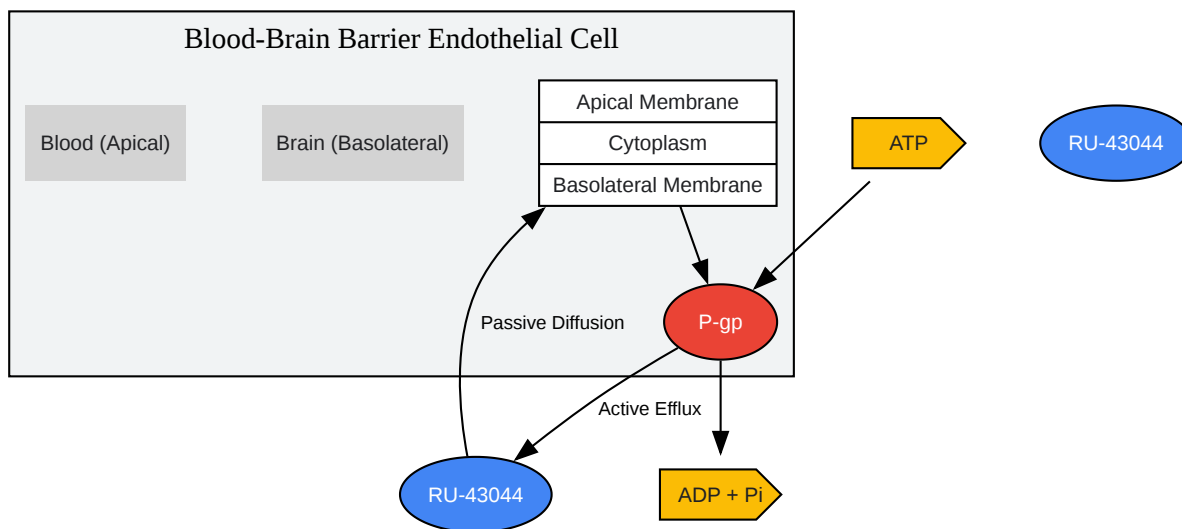 Blood-Brain Barrier Endothelial Cell
Blood (Apical)
Brain (Basolateral)
Apical Membrane
Cytoplasm
Basolateral Membrane
ATP
RU-43044
Passive Diffusion
P-gp
Active Efflux
RU-43044
ADP + Pi